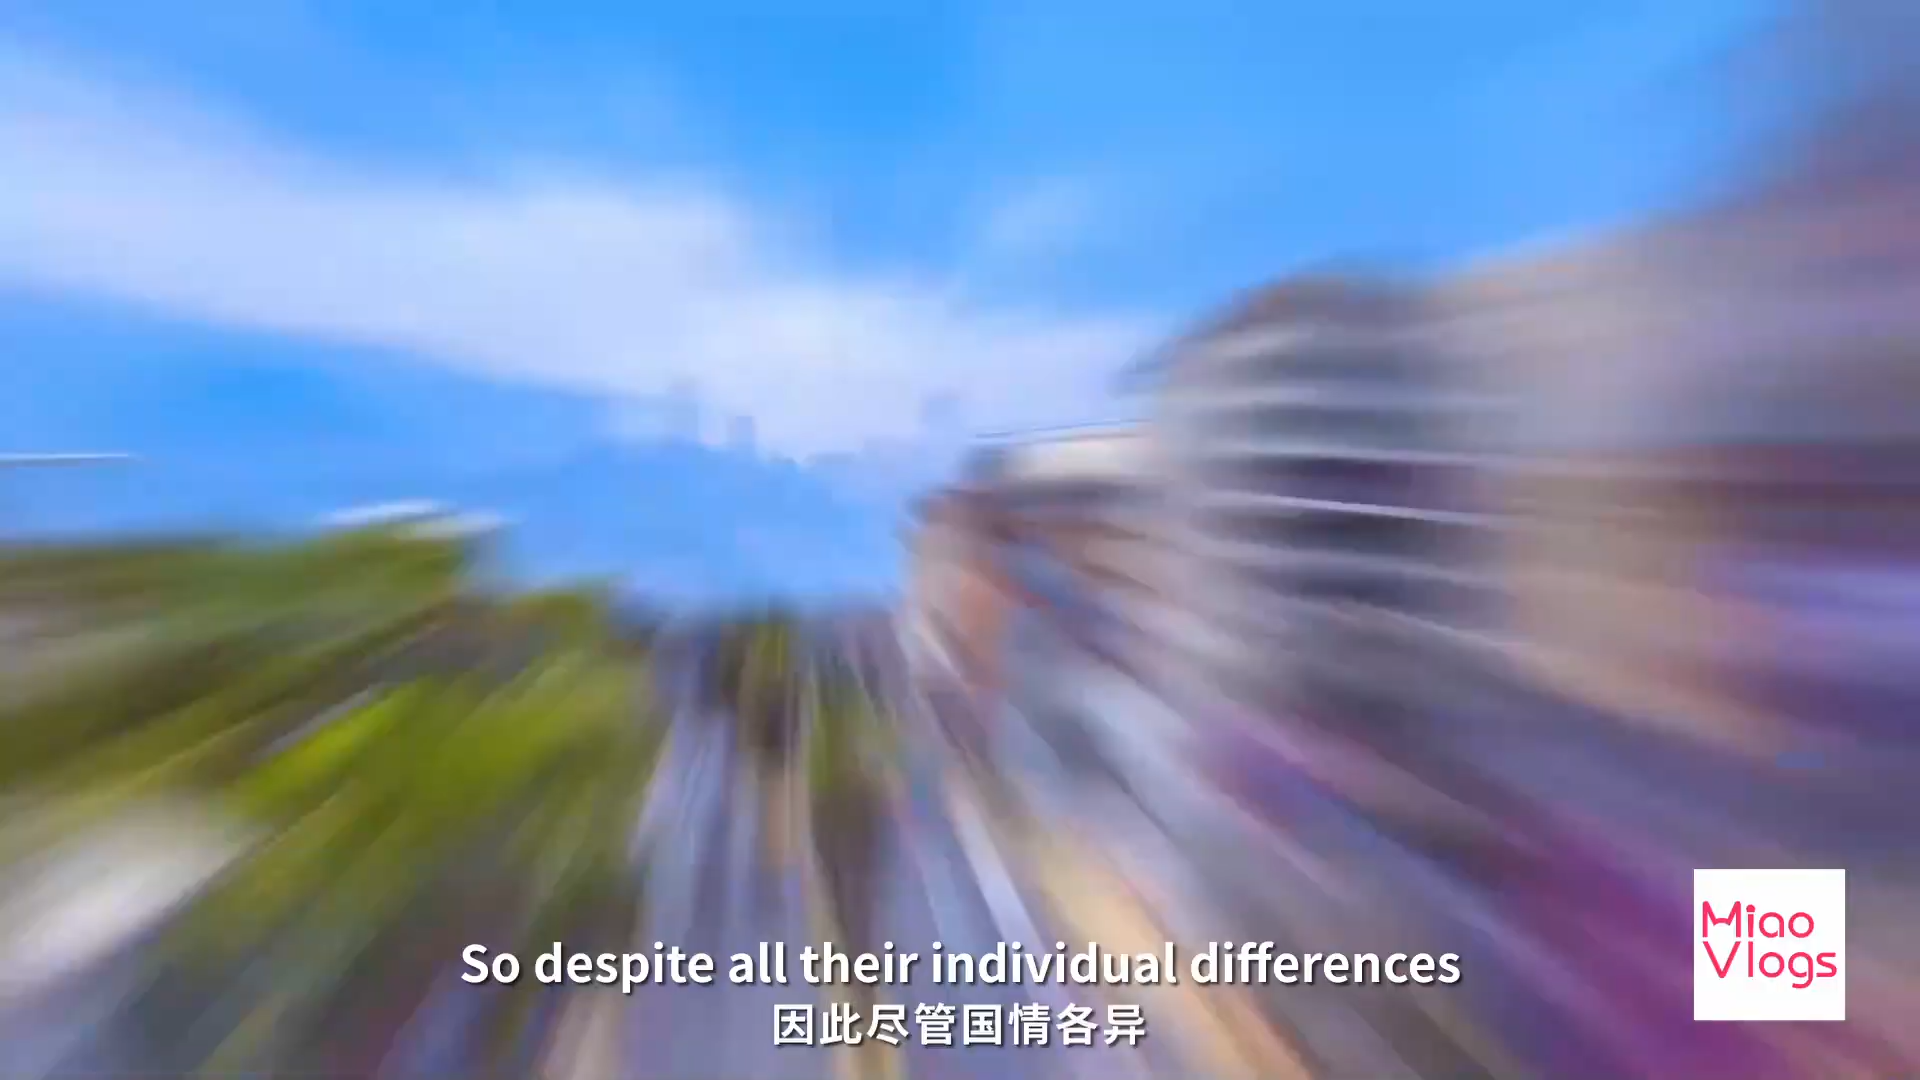 So despite all their individual differences
因此尽管国情各异
Miao
Vlogs